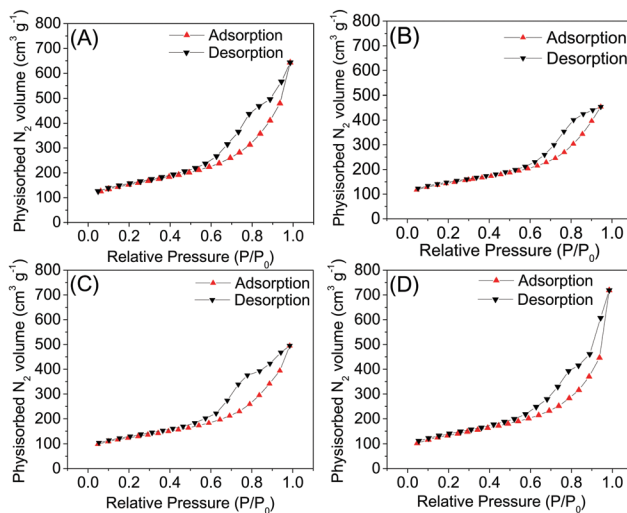 (A)
Adsorption
Desorption
Physisorbed N2 volume (cm3 g-1)
800
700
600
500
400
300
200
100
0
0.0 0.2 0.4 0.6 0.8 1.0
Relative Pressure (P/P0)
(B)
Adsorption
Desorption
Physisorbed N2 volume (cm3 g-1)
800
700
600
500
400
300
200
100
0
0.0 0.2 0.4 0.6 0.8 1.0
Relative Pressure (P/P0)
(C)
Adsorption
Desorption
Physisorbed N2 volume (cm3 g-1)
800
700
600
500
400
300
200
100
0
0.0 0.2 0.4 0.6 0.8 1.0
Relative Pressure (P/P0)
(D)
Adsorption
Desorption
Physisorbed N2 volume (cm3 g-1)
800
700
600
500
400
300
200
100
0
0.0 0.2 0.4 0.6 0.8 1.0
Relative Pressure (P/P0)